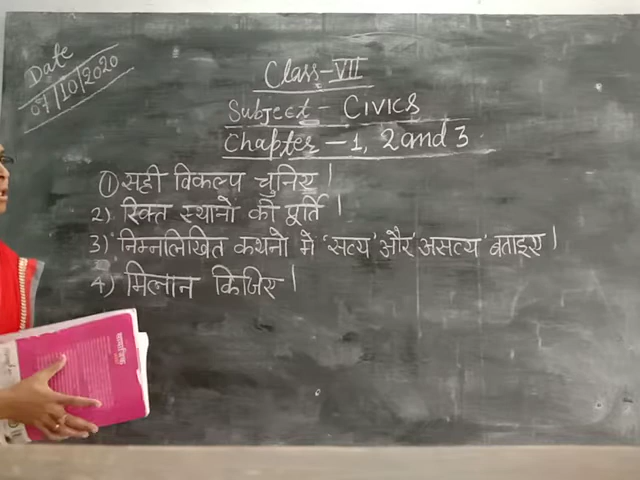 Date
07/10/2020
Class-VII
Subject - Civics
Chapter - 1, 2 and 3.
① सही विकल्प चुनिए।
2) रिक्त स्थानों की पूर्ति।
3) निम्नलिखित कथनो में 'सत्य' और 'असत्य' बताइए।
4) मिलान किजिए।